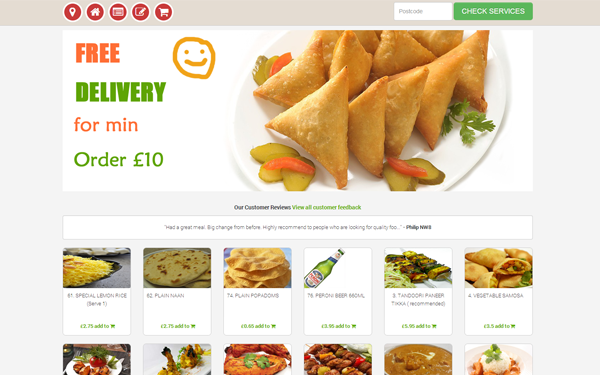 Postcode
CHECK SERVICES
FREE
DELIVERY
for min
Order £10
Our Customer Reviews View all customer feedback
"Had a great meal. Big change from before. Highly recommend to people who are looking for quality foo..." - Philip NW8
61. SPECIAL LEMON RICE
(Serve 1)
£2.75 add to
62. PLAIN NAAN
£2.75 add to
74. PLAIN POPADOMS
£0.65 add to
78. PERONI BEER 660ML
£3.95 add to
3. TANDOORI PANEER
TIKKA ( recommended)
£5.95 add to
4. VEGETABLE SAMOSA
£3.5 add to